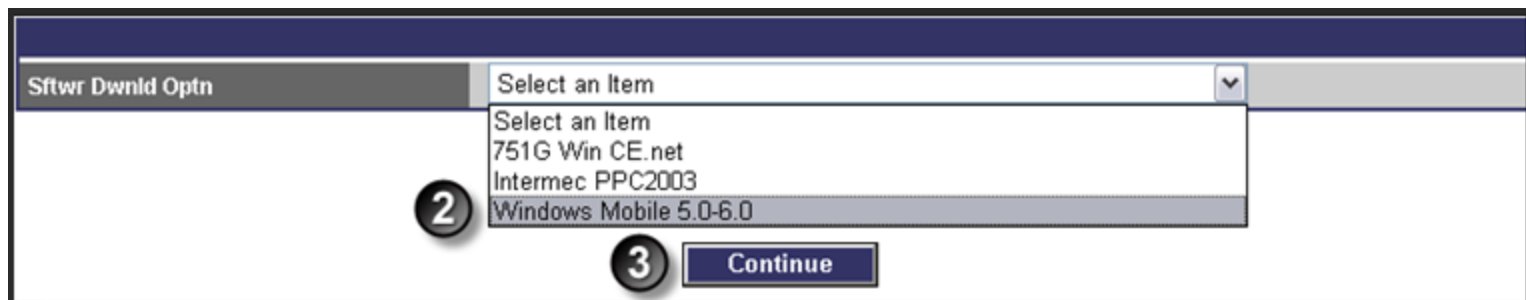 Sftwr Dwnld Optn Select an Item
Select an Item
751G Win CE.net
Intermec PPC2003
2 Windows Mobile 5.0-6.0
3 Continue